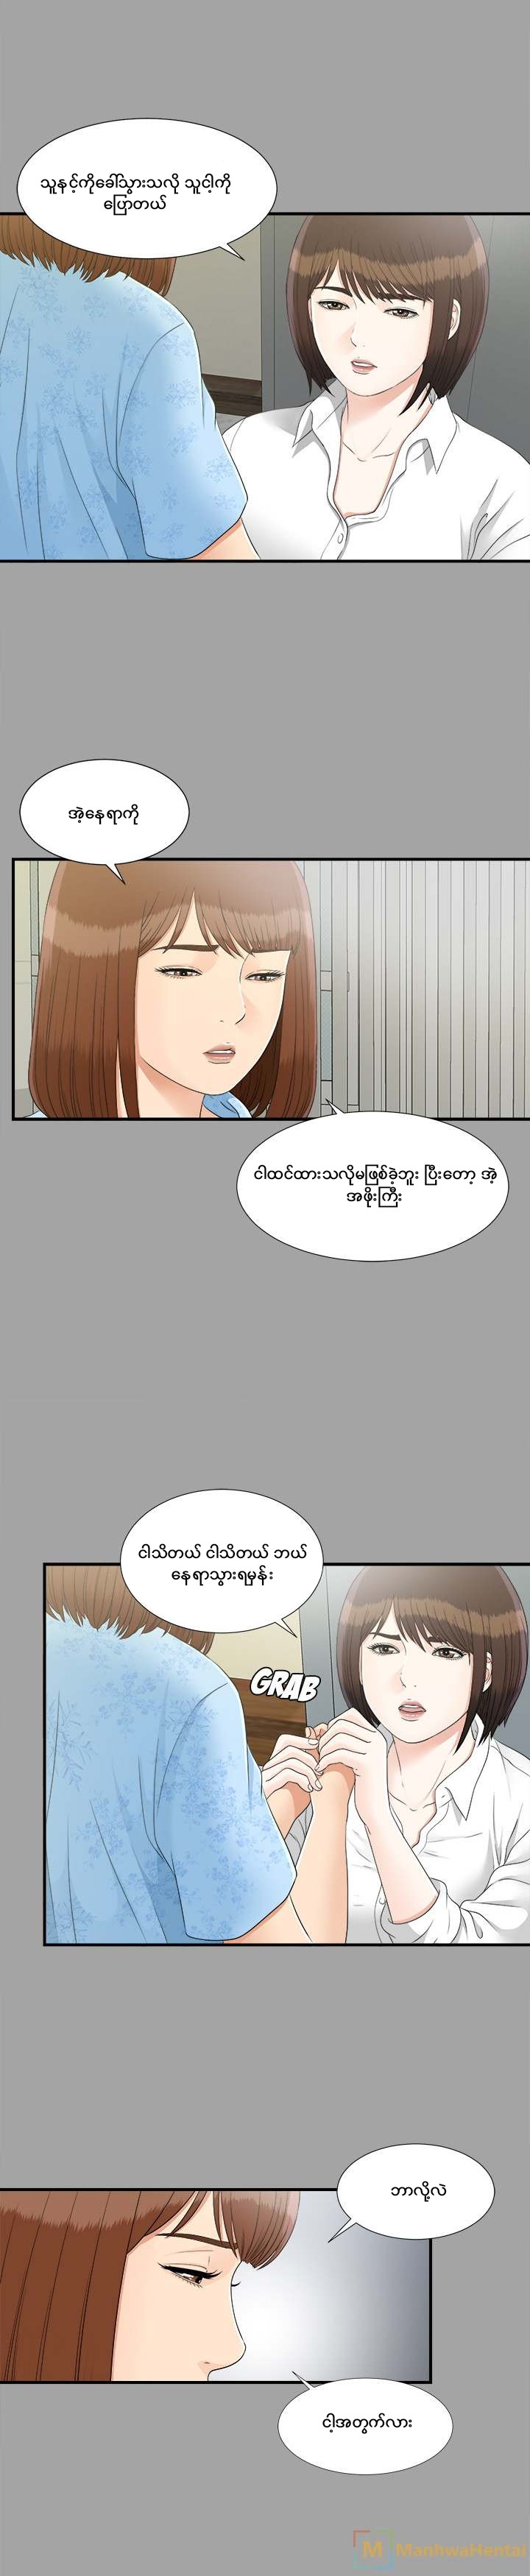 သူနင့်ကိုခေါ်သွားသလို သူငါ့ကို
ပြောတယ်
အဲ့နေရာကို
ငါထင်ထားသလိုမဖြစ်ခဲ့ဘူး ပြီးတော့ အဲ့
အဖိုးကြီး
ငါသိတယ် ငါသိတယ် ဘယ်
နေရာသွားရမှန်း
GRAB
ဘာလို့လဲ
ငါ့အတွက်လား
M ManhwaHentai